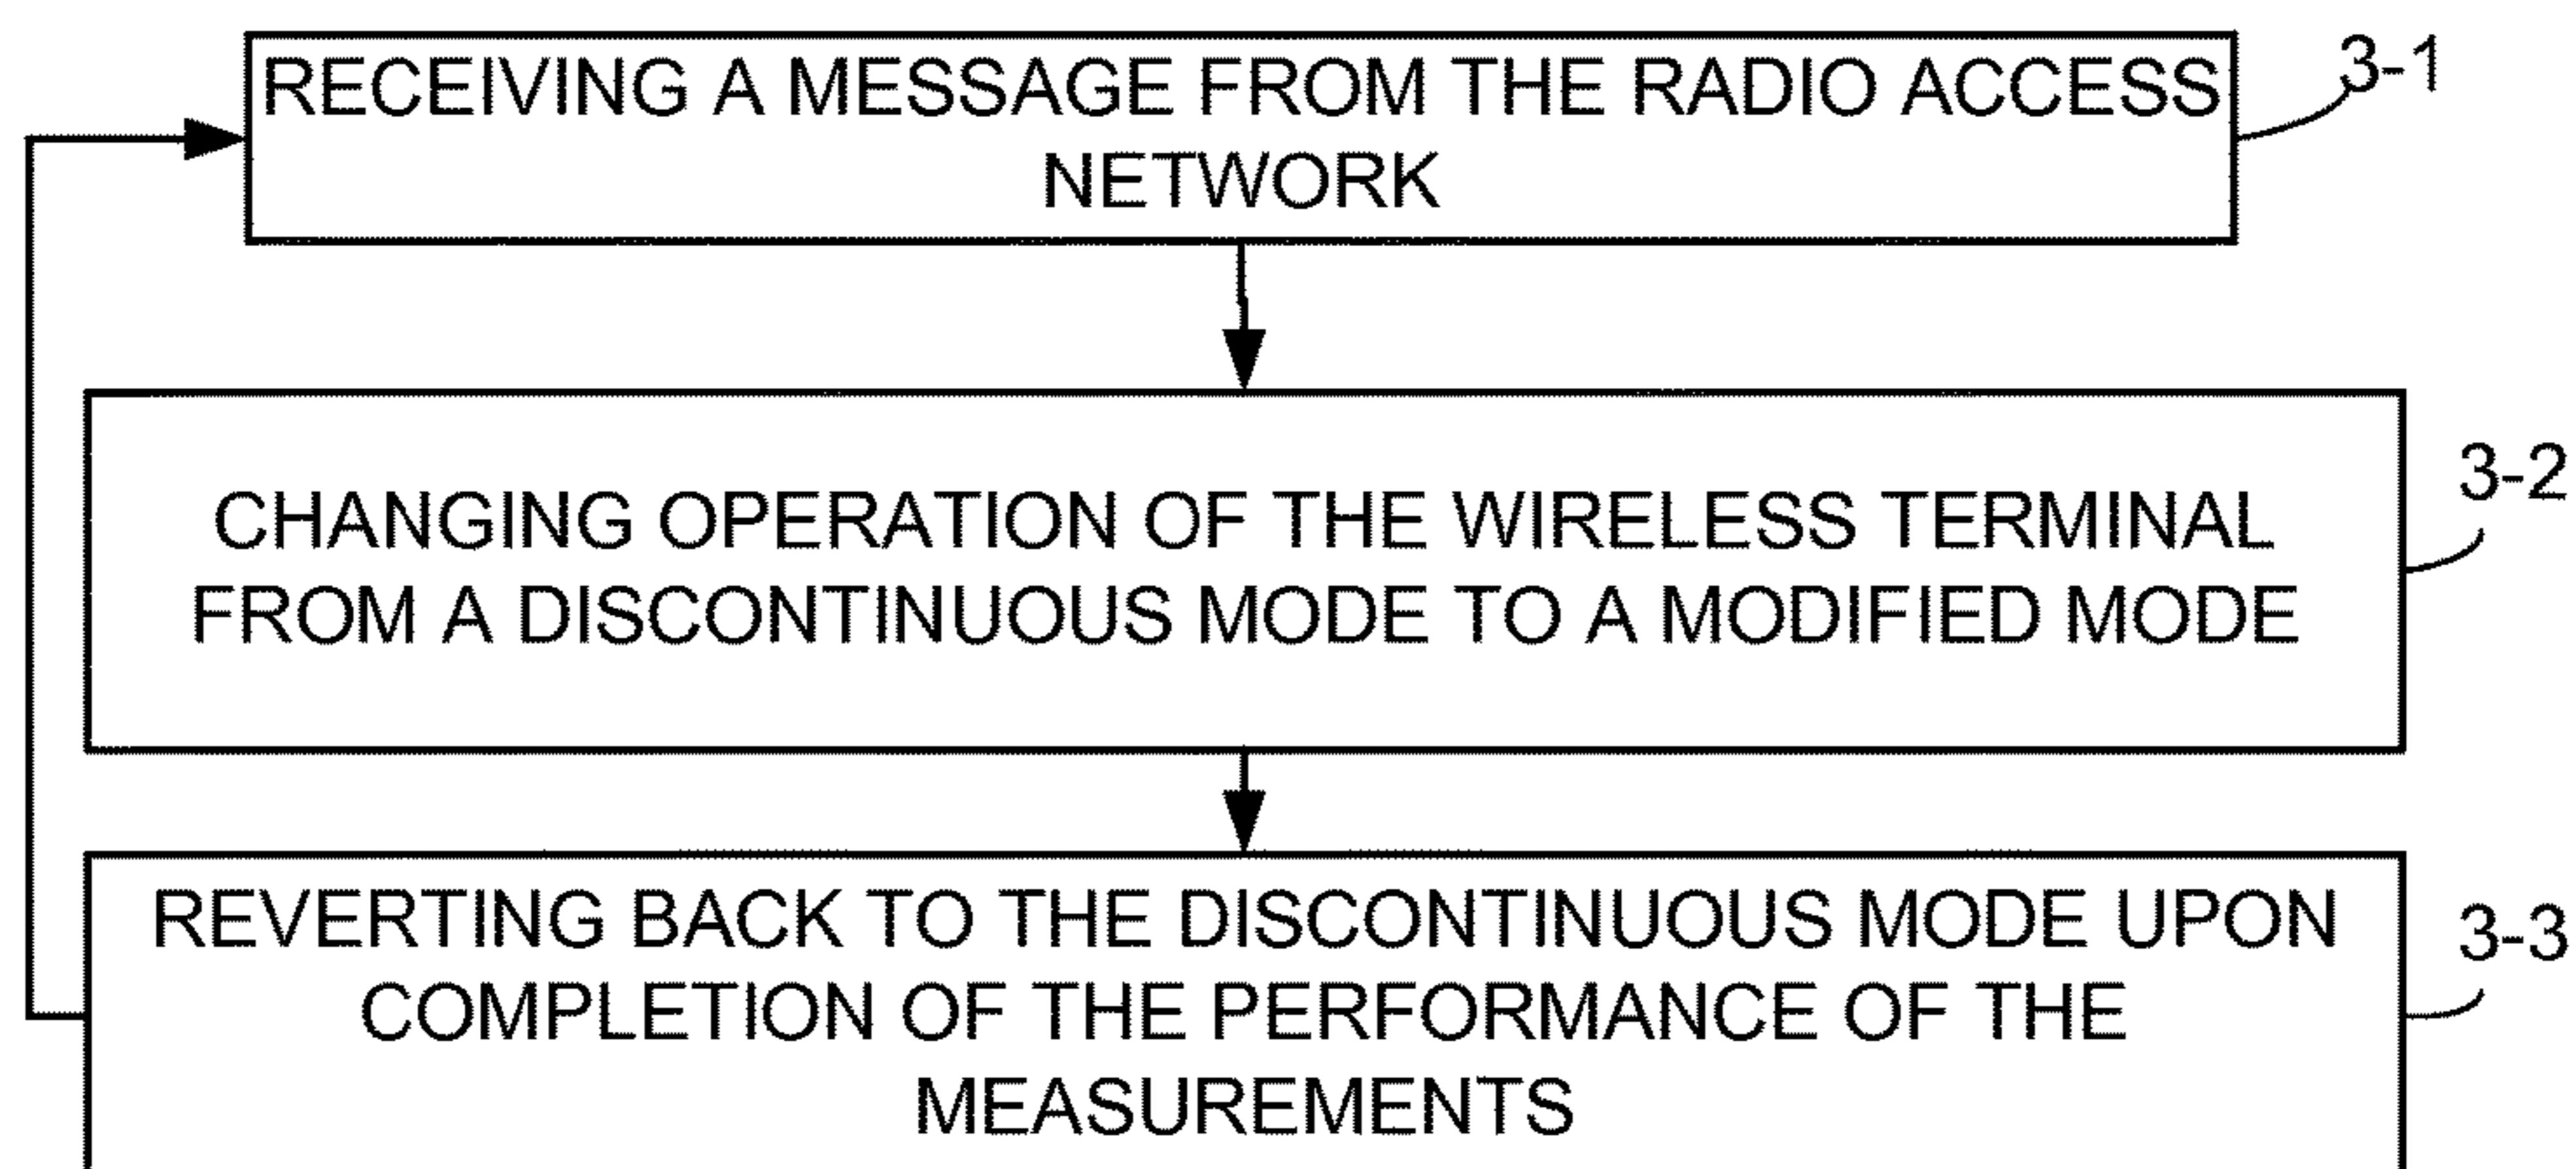 RECEIVING A MESSAGE FROM THE RADIO ACCESS
NETWORK
3-1
CHANGING OPERATION OF THE WIRELESS TERMINAL
FROM A DISCONTINUOUS MODE TO A MODIFIED MODE
3-2
REVERTING BACK TO THE DISCONTINUOUS MODE UPON
COMPLETION OF THE PERFORMANCE OF THE
MEASUREMENTS
3-3